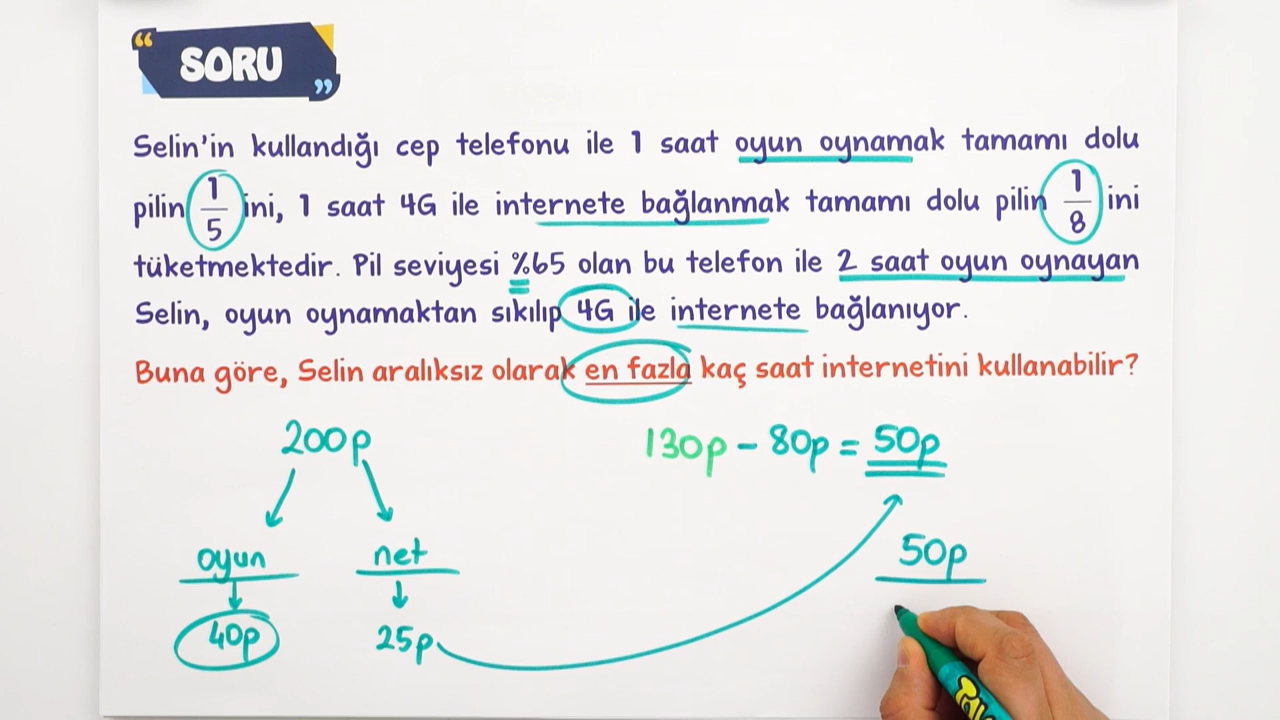 “
SORU
”
Selin'in kullandığı cep telefonu ile 1 saat oyun oynamak tamamı dolu
pilin 1/5 ini, 1 saat 4G ile internete bağlanmak tamamı dolu pilin 1/8 ini
tüketmektedir. Pil seviyesi %65 olan bu telefon ile 2 saat oyun oynayan
Selin, oyun oynamaktan sıkılıp 4G ile internete bağlanıyor.
Buna göre, Selin aralıksız olarak en fazla kaç saat internetini kullanabilir?
200p
130p - 80p = 50p
oyun
net
50p
40p
25p